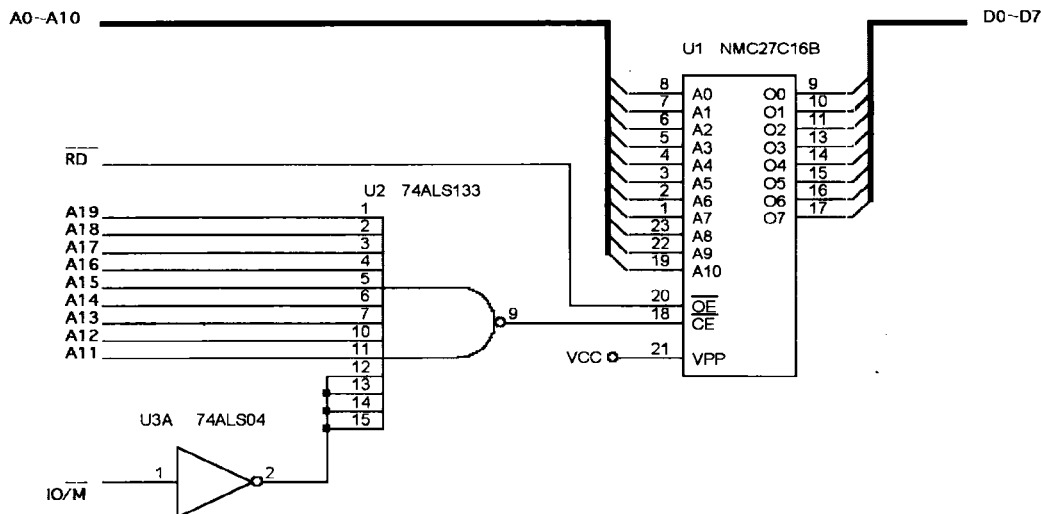 A0~A10
D0~D7
U1 NMC27C16B
8 A0 O0 9
7 A1 O1 10
6 A2 O2 11
5 A3 O3 13
4 A4 O4 14
3 A5 O5 15
2 A6 O6 16
1 A7 O7 17
23 A8
22 A9
19 A10
20 OE
18 CE
21 VPP
VCC
RD
U2 74ALS133
A19 1
A18 2
A17 3
A16 4
A15 5
A14 6
A13 7
A12 10
A11 11
12
13
14
15
9
U3A 74ALS04
1 2
IO/M